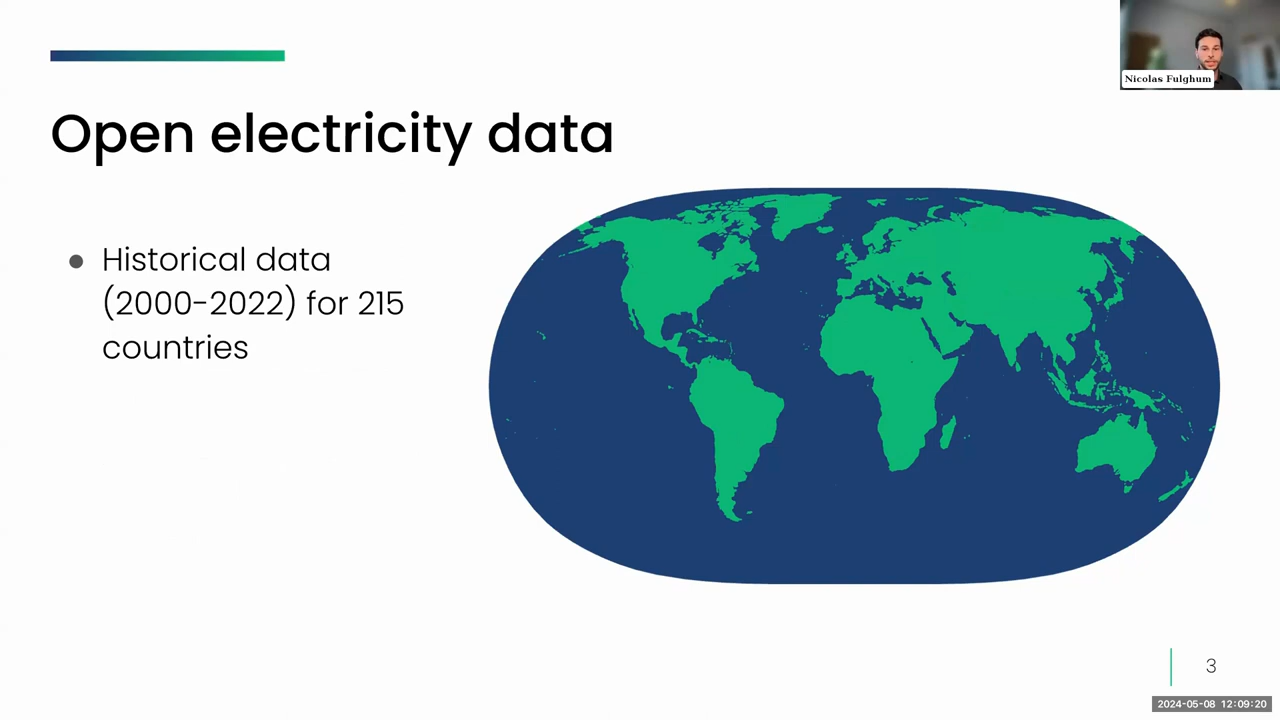 Nicolas Fulghum
Open electricity data
● Historical data
(2000-2022) for 215
countries
3
2024-05-08 12:09:20